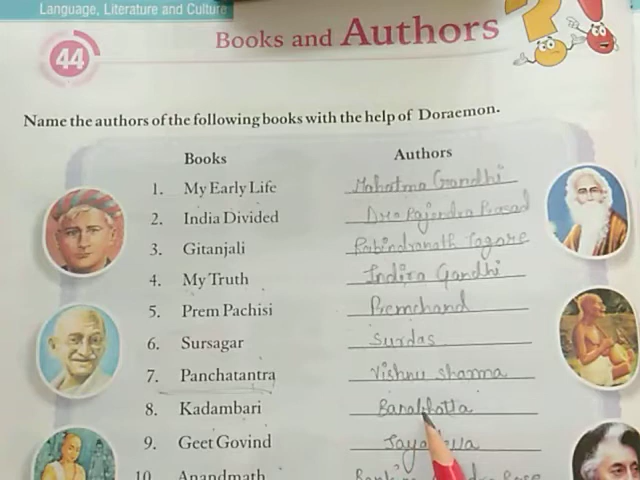 Language, Literature and Culture
44
Books and Authors
Name the authors of the following books with the help of Doraemon.
Books Authors
1. My Early Life Mahatma Gandhi
2. India Divided Dr. Rajendra Prasad
3. Gitanjali Rabindranath Tagore
4. My Truth Indira Gandhi
5. Prem Pachisi Premchand
6. Sursagar Surdas
7. Panchatantra Vishnu Sharma
8. Kadambari Banabhatta
9. Geet Govind
10. Anandmath